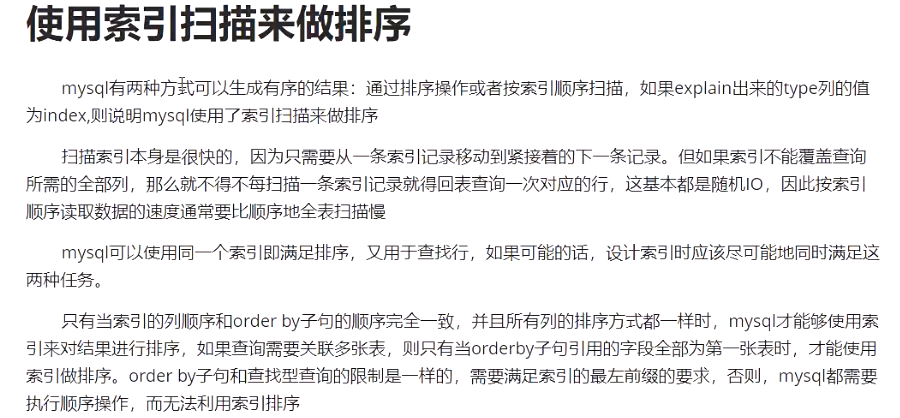 使用索引扫描来做排序
mysql有两种方式可以生成有序的结果：通过排序操作或者按索引顺序扫描，如果explain出来的type列的值
为index,则说明mysql使用了索引扫描来做排序
扫描索引本身是很快的，因为只需要从一条索引记录移动到紧接着的下一条记录。但如果索引不能覆盖查询
所需的全部列，那么就不得不每扫描一条索引记录就得回表查询一次对应的行，这基本都是随机IO，因此按索引
顺序读取数据的速度通常要比顺序地全表扫描慢
mysql可以使用同一个索引即满足排序，又用于查找行，如果可能的话，设计索引时应该尽可能地同时满足这
两种任务。
只有当索引的列顺序和order by子句的顺序完全一致，并且所有列的排序方式都一样时，mysql才能够使用索
引来对结果进行排序，如果查询需要关联多张表，则只有当orderby子句引用的字段全部为第一张表时，才能使用
索引做排序。order by子句和查找型查询的限制是一样的，需要满足索引的最左前缀的要求，否则，mysql都需要
执行顺序操作，而无法利用索引排序